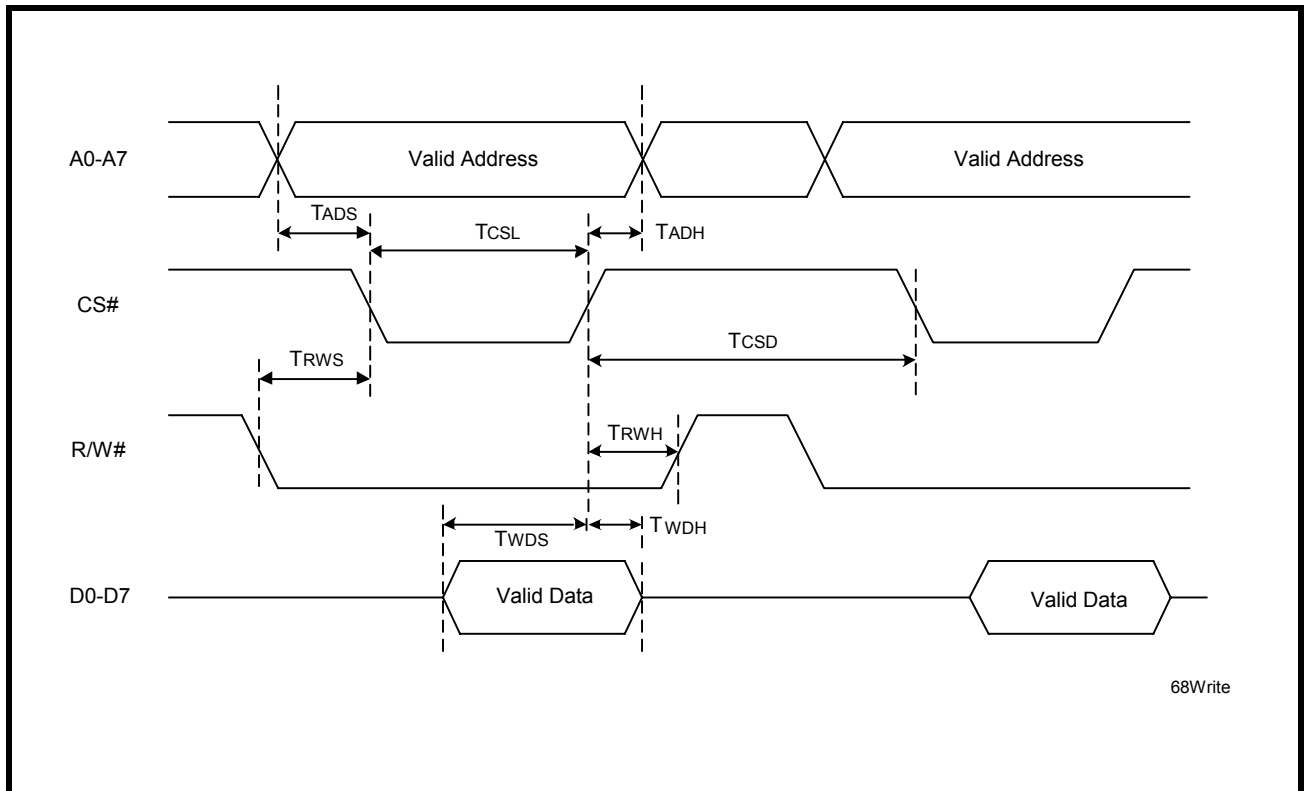 A0-A7
Valid Address
Valid Address
TADS
TCSL
TADH
CS#
TCSD
TRWS
R/W#
TRWH
TWDS
TWDH
D0-D7
Valid Data
Valid Data
68Write